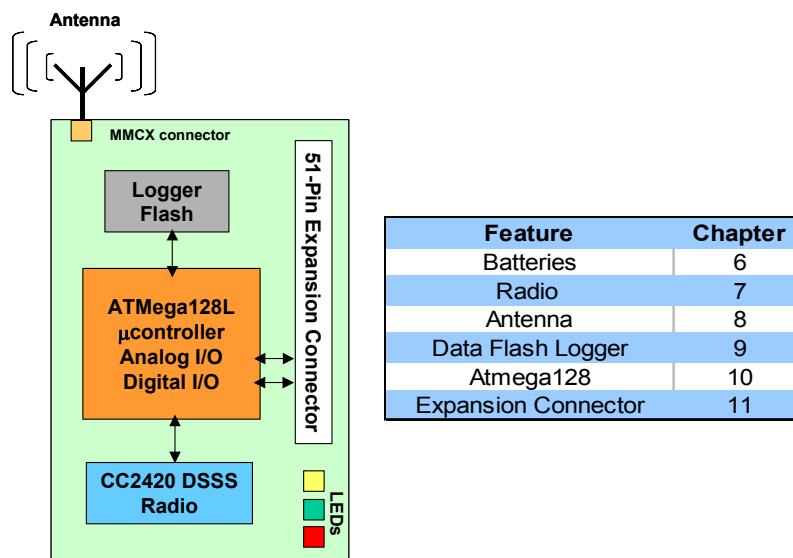 Antenna
MMCX connector
51-Pin Expansion Connector
Logger
Flash
ATMega128L
μcontroller
Analog I/O
Digital I/O
CC2420 DSSS
Radio
LEDs
Feature Chapter
Batteries 6
Radio 7
Antenna 8
Data Flash Logger 9
Atmega128 10
Expansion Connector 11